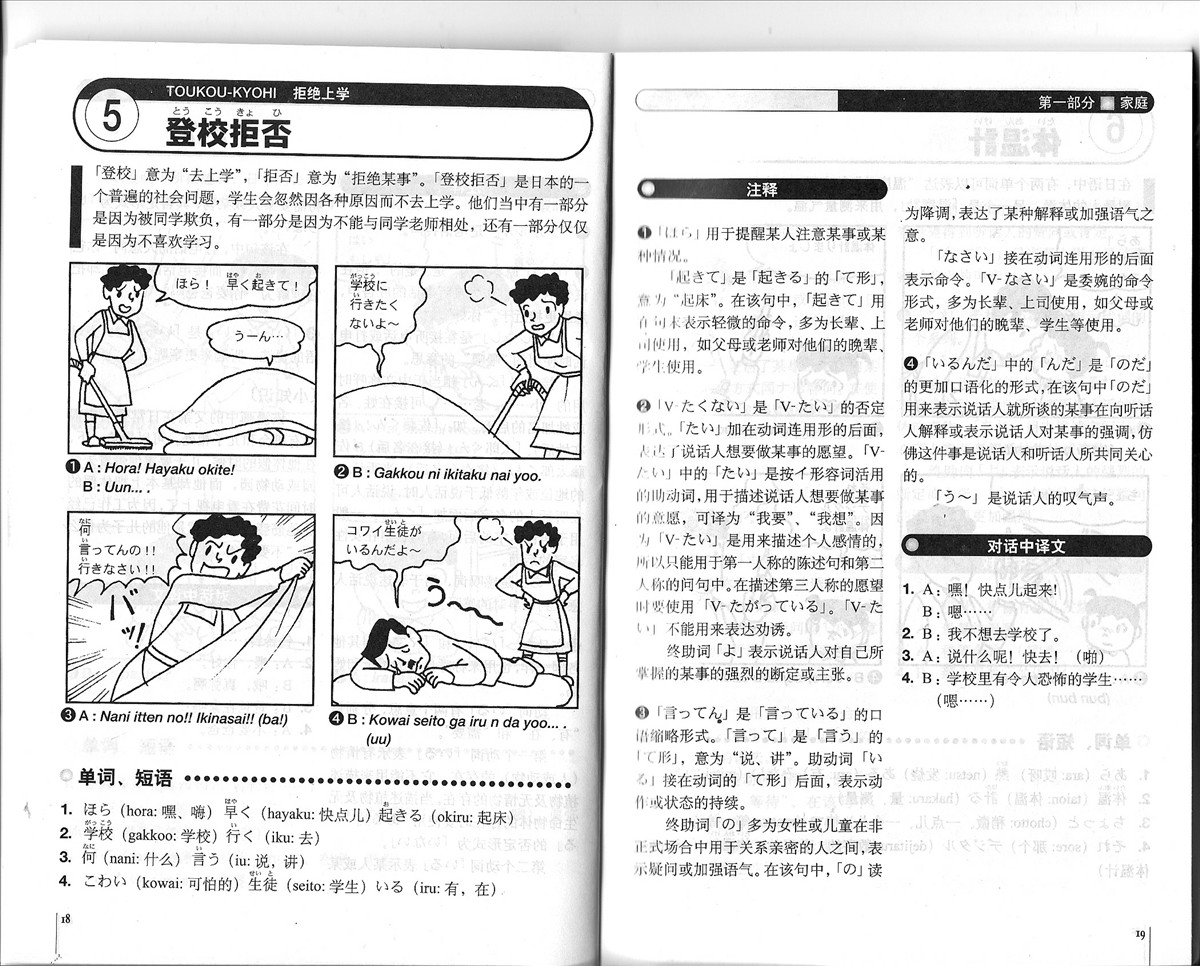 5
TOUKOU-KYOHI 拒绝上学
とう こう きょ ひ
登校拒否
「登校」意为“去上学”，「拒否」意为“拒绝某事”。「登校拒否」是日本的一
个普遍的社会问题，学生会忽然因各种原因而不去上学。他们当中有一部分
是因为被同学欺负，有一部分是因为不能与同学老师相处，还有一部分仅仅
是因为不喜欢学习。
はや お
ほら！ 早く起きて！
うーん…
❶ A : Hora! Hayaku okite!
B : Uun... .
がっこう
学校に
い
行きたく
ないよ～
❷ B : Gakkou ni ikitaku nai yoo.
なに
何
い
言ってんの!!
い
行きなさい!!
バッ!!
❸ A : Nani itten no!! Ikinasai!! (ba!)
せいと
コワイ生徒が
いるんだよ～
う～
❹ B : Kowai seito ga iru n da yoo... .
(uu)
单词、短语
はや お
1. ほら（hora: 嘿、嗨）早く（hayaku: 快点儿）起きる（okiru: 起床）
がっこう い
2. 学校（gakkoo: 学校）行く（iku: 去）
なに い
3. 何（nani: 什么）言う（iu: 说，讲）
せいと
4. こわい（kowai: 可怕的）生徒（seito: 学生）いる（iru: 有，在）
18
第一部分 家庭
注释
❶「ほら」用于提醒某人注意某事或某
种情况。
「起きて」是「起きる」的「て形」，
意为“起床”。在该句中，「起きて」用
在句末表示轻微的命令，多为长辈、上
司使用，如父母或老师对他们的晚辈、
学生使用。
❷「V-たくない」是「V-たい」的否定
形式。「たい」加在动词连用形的后面，
表达了说话人想要做某事的愿望。「V-
たい」中的「たい」是按イ形容词活用
的助动词，用于描述说话人想要做某事
的意愿，可译为“我要”、“我想”。因
为「V-たい」是用来描述个人感情的，
所以只能用于第一人称的陈述句和第二
人称的问句中。在描述第三人称的愿望
时要使用「V-たがっている」。「V-た
い」不能用来表达劝诱。
终助词「よ」表示说话人对自己所
掌握的某事的强烈的断定或主张。
❸「言ってん」是「言っている」的口
语缩略形式。「言って」是「言う」的
「て形」，意为“说、讲”。助动词「い
る」接在动词的「て形」后面，表示动
作或状态的持续。
终助词「の」多为女性或儿童在非
正式场合中用于关系亲密的人之间，表
示疑问或加强语气。在该句中，「の」读
为降调，表达了某种解释或加强语气之
意。
「なさい」接在动词连用形的后面
表示命令。「V-なさい」是委婉的命令
形式，多为长辈、上司使用，如父母或
老师对他们的晚辈、学生等使用。
❹「いるんだ」中的「んだ」是「のだ」
的更加口语化的形式，在该句中「のだ」
用来表示说话人就所谈的某事在向听话
人解释或表示说话人对某事的强调，仿
佛这件事是说话人和听话人所共同关心
的。
「う～」是说话人的叹气声。
对话中译文
1. A：嘿！快点儿起来！
B：嗯……
2. B：我不想去学校了。
3. A：说什么呢！快去！（啪）
4. B：学校里有令人恐怖的学生……
（嗯……）
19